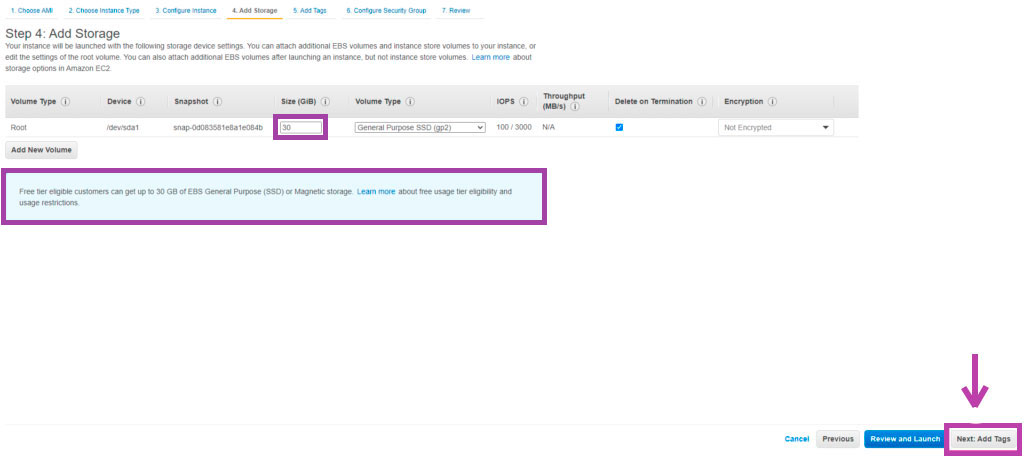 1. Choose AMI 2. Choose Instance Type 3. Configure Instance 4. Add Storage 5. Add Tags 6. Configure Security Group 7. Review
Step 4: Add Storage
Your instance will be launched with the following storage device settings. You can attach additional EBS volumes and instance store volumes to your instance, or
edit the settings of the root volume. You can also attach additional EBS volumes after launching an instance, but not instance store volumes. Learn more about
storage options in Amazon EC2.
Volume Type Device Snapshot Size (GiB) Volume Type IOPS Throughput (MB/s) Delete on Termination Encryption
Root /dev/sda1 snap-0d083581e8a1e084b 30 General Purpose SSD (gp2) 100 / 3000 N/A Not Encrypted
Add New Volume
Free tier eligible customers can get up to 30 GB of EBS General Purpose (SSD) or Magnetic storage. Learn more about free usage tier eligibility and
usage restrictions.
Cancel Previous Review and Launch Next: Add Tags